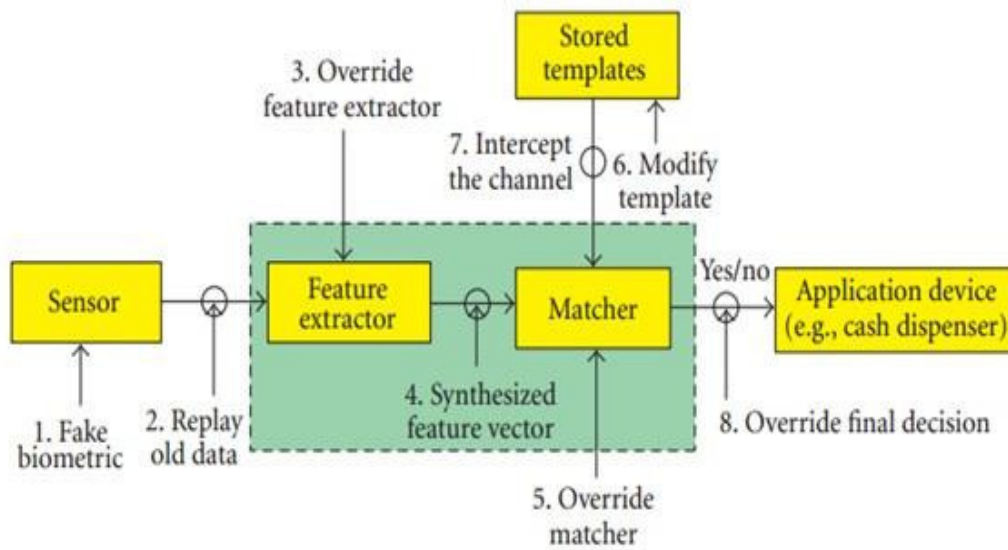 Stored
templates
3. Override
feature extractor
7. Intercept
the channel
6. Modify
template
Sensor
Feature
extractor
Matcher
Yes/no
Application device
(e.g., cash dispenser)
1. Fake
biometric
2. Replay
old data
4. Synthesized
feature vector
8. Override final decision
5. Override
matcher